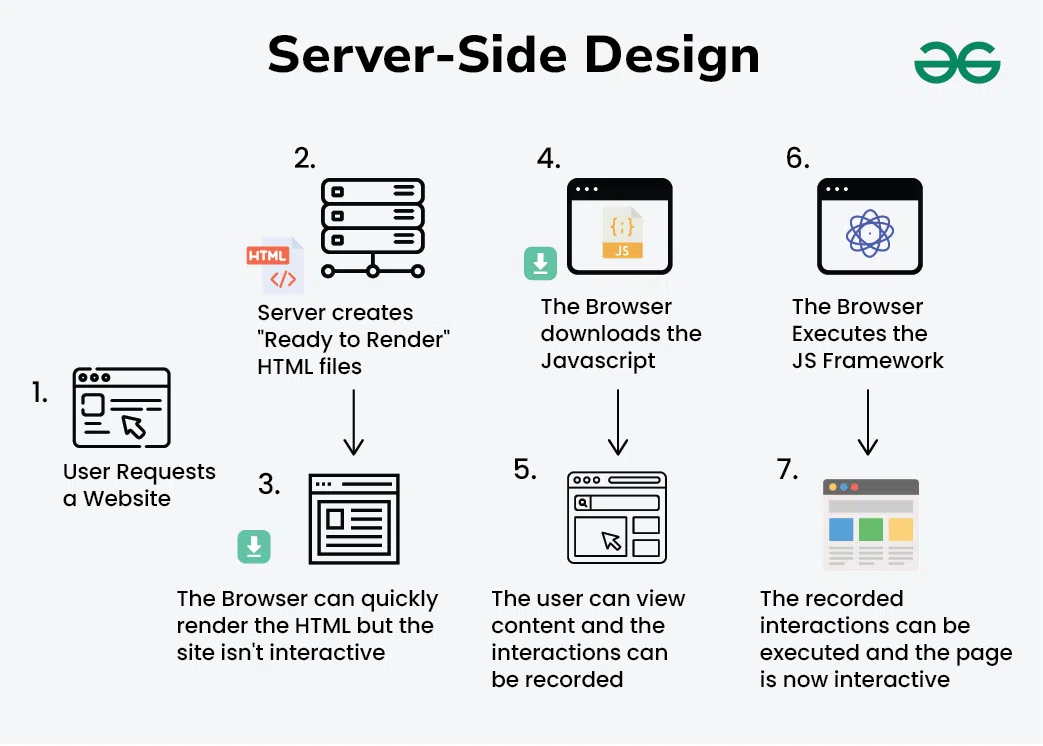 Server-Side Design
1.
User Requests
a Website
2.
HTML
</>
Server creates
"Ready to Render"
HTML files
3.
The Browser can quickly
render the HTML but the
site isn't interactive
4.
{;}
JS
The Browser
downloads the
Javascript
5.
The user can view
content and the
interactions can
be recorded
6.
The Browser
Executes the
JS Framework
7.
The recorded
interactions can be
executed and the page
is now interactive